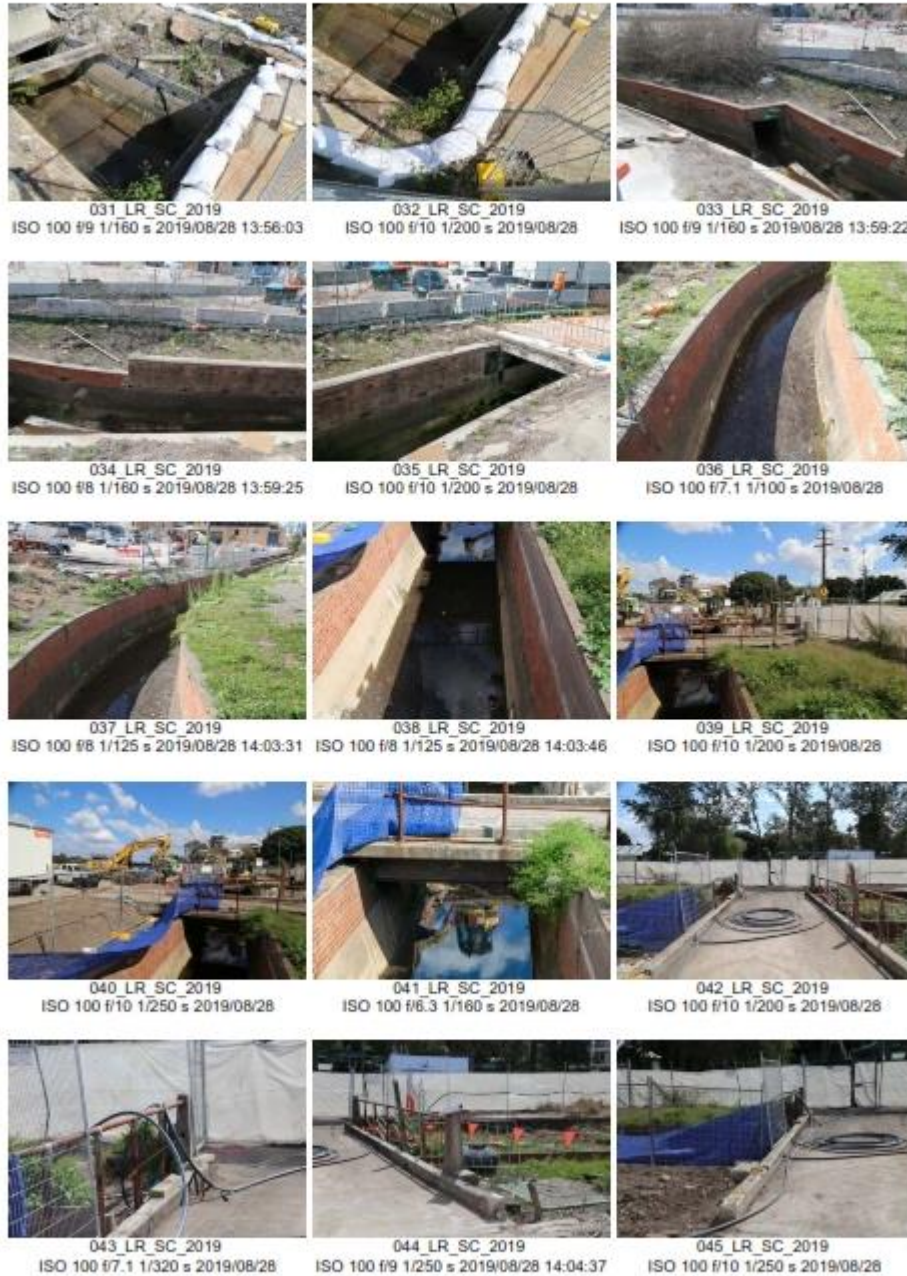 031_LR_SC_2019
ISO 100 f/9 1/160 s 2019/08/28 13:56:03
032_LR_SC_2019
ISO 100 f/10 1/200 s 2019/08/28
033_LR_SC_2019
ISO 100 f/9 1/160 s 2019/08/28 13:59:22
034_LR_SC_2019
ISO 100 f/8 1/160 s 2019/08/28 13:59:25
035_LR_SC_2019
ISO 100 f/10 1/200 s 2019/08/28
036_LR_SC_2019
ISO 100 f/7.1 1/100 s 2019/08/28
037_LR_SC_2019
ISO 100 f/8 1/125 s 2019/08/28 14:03:31
038_LR_SC_2019
ISO 100 f/8 1/125 s 2019/08/28 14:03:46
039_LR_SC_2019
ISO 100 f/10 1/200 s 2019/08/28
040_LR_SC_2019
ISO 100 f/10 1/250 s 2019/08/28
041_LR_SC_2019
ISO 100 f/6.3 1/160 s 2019/08/28
042_LR_SC_2019
ISO 100 f/10 1/200 s 2019/08/28
043_LR_SC_2019
ISO 100 f/7.1 1/320 s 2019/08/28
044_LR_SC_2019
ISO 100 f/9 1/250 s 2019/08/28 14:04:37
045_LR_SC_2019
ISO 100 f/10 1/250 s 2019/08/28